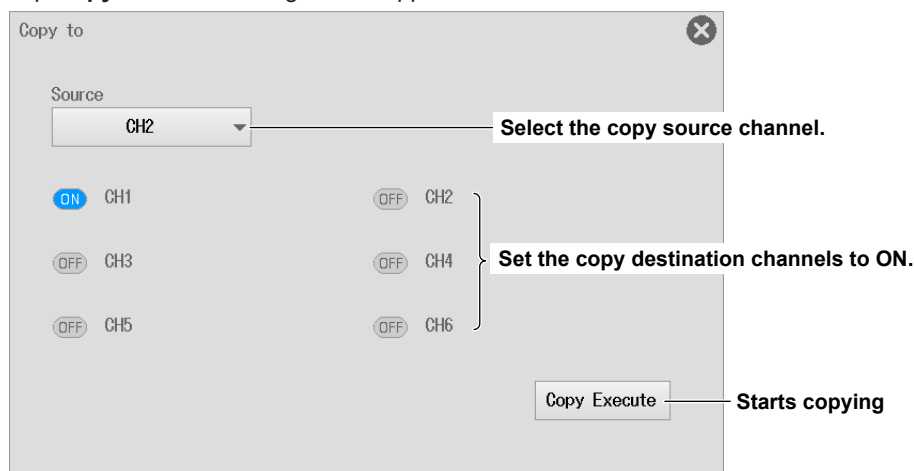 Copy to
Source
CH2
Select the copy source channel.
ON CH1 OFF CH2
OFF CH3 OFF CH4
Set the copy destination channels to ON.
OFF CH5 OFF CH6
Copy Execute
Starts copying